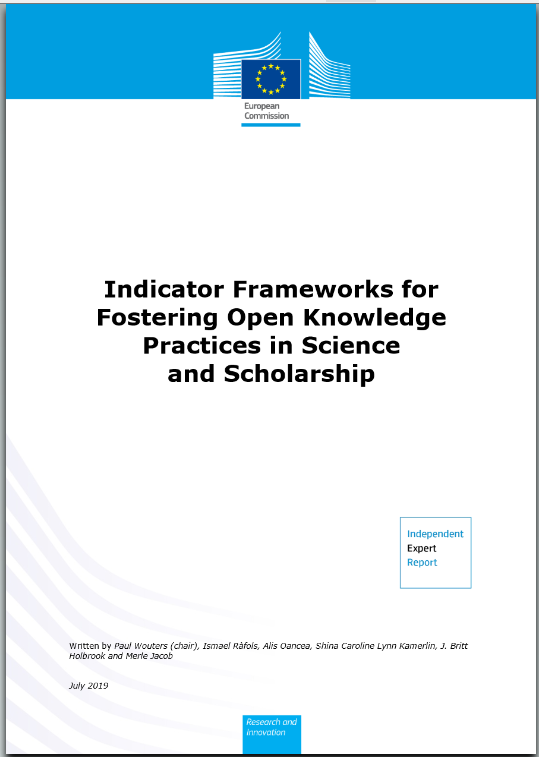 European
Commission
Indicator Frameworks for
Fostering Open Knowledge
Practices in Science
and Scholarship
Independent
Expert
Report
Written by Paul Wouters (chair), Ismael Ràfols, Alis Oancea, Shina Caroline Lynn Kamerlin, J. Britt
Holbrook and Merle Jacob
July 2019
Research and
Innovation